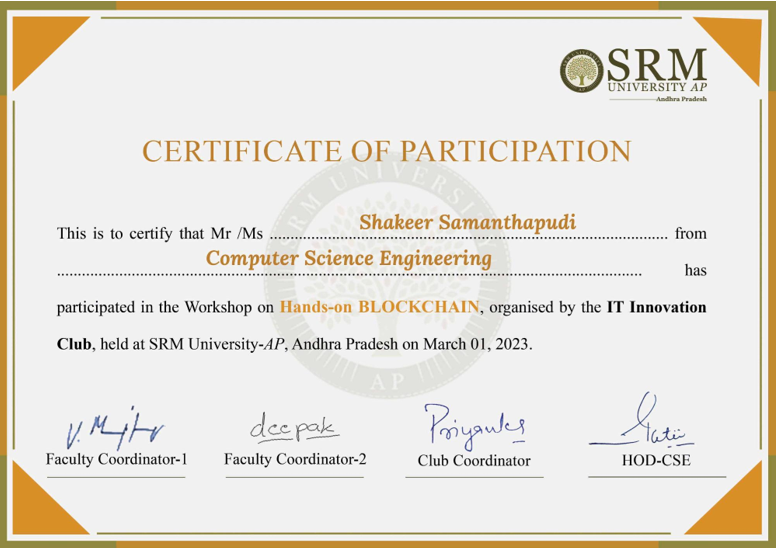 SRM
UNIVERSITY AP
Andhra Pradesh
CERTIFICATE OF PARTICIPATION
This is to certify that Mr /Ms Shakeer Samanthapudi from
Computer Science Engineering has
participated in the Workshop on Hands-on BLOCKCHAIN, organised by the IT Innovation
Club, held at SRM University-AP, Andhra Pradesh on March 01, 2023.
deepak
Priyanka
Faculty Coordinator-1
Faculty Coordinator-2
Club Coordinator
HOD-CSE
SRM UNIVERSITY
AP